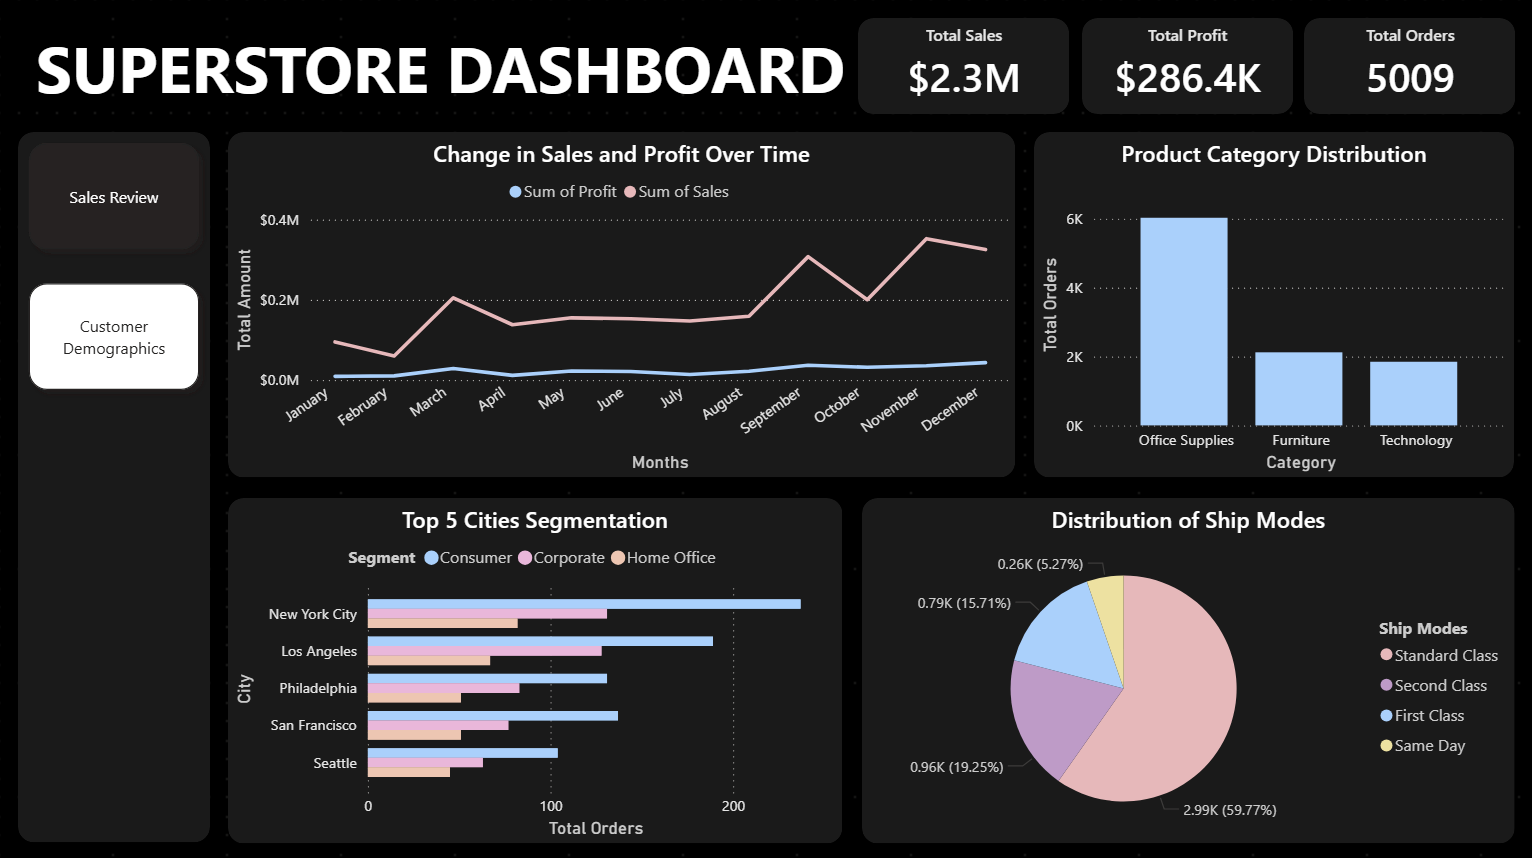 SUPERSTORE DASHBOARD
Total Sales
$2.3M
Total Profit
$286.4K
Total Orders
5009
Sales Review
Customer
Demographics
Change in Sales and Profit Over Time
Sum of Profit Sum of Sales
Total Amount
$0.4M
$0.2M
$0.0M
January February March April May June July August September October November December
Months
Product Category Distribution
Total Orders
6K
4K
2K
0K
Office Supplies Furniture Technology
Category
Top 5 Cities Segmentation
Segment Consumer Corporate Home Office
City
New York City
Los Angeles
Philadelphia
San Francisco
Seattle
0 100 200
Total Orders
Distribution of Ship Modes
0.26K (5.27%)
0.79K (15.71%)
0.96K (19.25%)
2.99K (59.77%)
Ship Modes
Standard Class
Second Class
First Class
Same Day